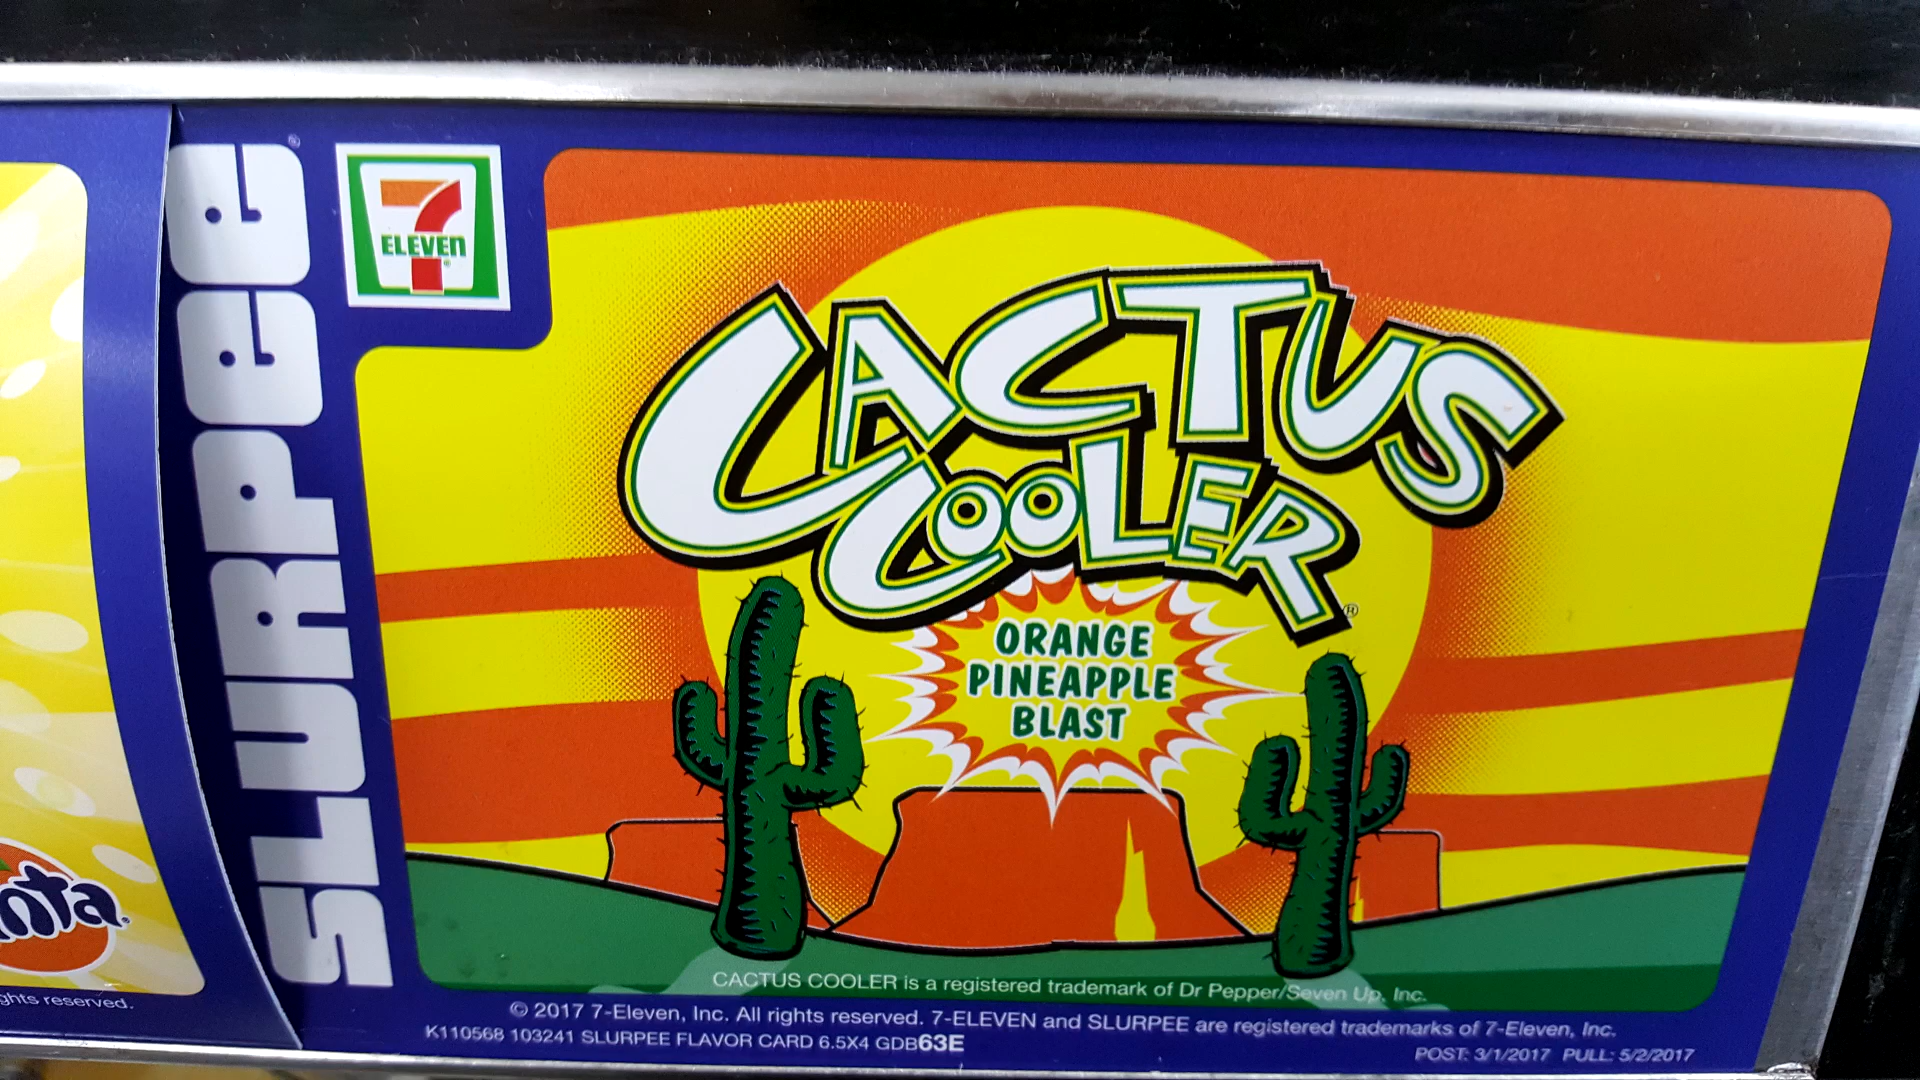 SLURPEE
7
ELEVEN
CACTUS
COOLER®
ORANGE
PINEAPPLE
BLAST
CACTUS COOLER is a registered trademark of Dr Pepper/Seven Up, Inc.
© 2017 7-Eleven, Inc. All rights reserved. 7-ELEVEN and SLURPEE are registered trademarks of 7-Eleven, Inc.
K110568 103241 SLURPEE FLAVOR CARD 6.5X4 GDB63E
POST: 3/1/2017 PULL: 5/2/2017
reserved.